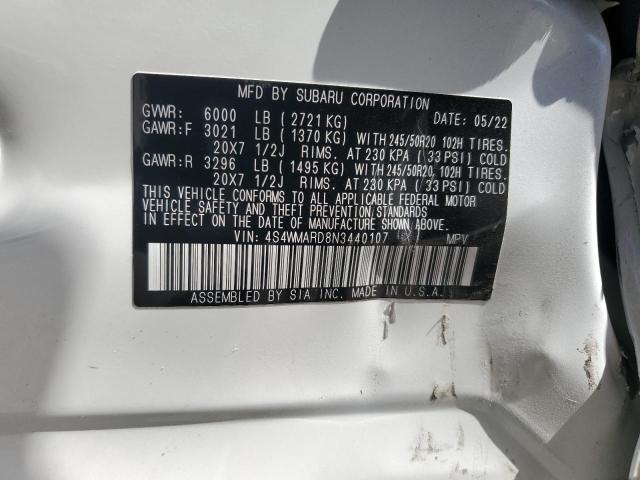 MFD BY SUBARU CORPORATION
GVWR: 6000 LB (2721 KG) DATE: 05/22
GAWR:F 3021 LB (1370 KG) WITH 245/50R20 102H TIRES.
20X7 1/2J RIMS. AT 230 KPA (33 PSI) COLD
GAWR:R 3296 LB (1495 KG) WITH 245/50R20 102H TIRES.
20X7 1/2J RIMS. AT 230 KPA (33 PSI) COLD
THIS VEHICLE CONFORMS TO ALL APPLICABLE FEDERAL MOTOR
VEHICLE SAFETY AND THEFT PREVENTION STANDARDS
IN EFFECT ON THE DATE OF MANUFACTURE SHOWN ABOVE.
VIN: 4S4WMARD8N3440107 MPV
ASSEMBLED BY SIA INC. MADE IN U.S.A.